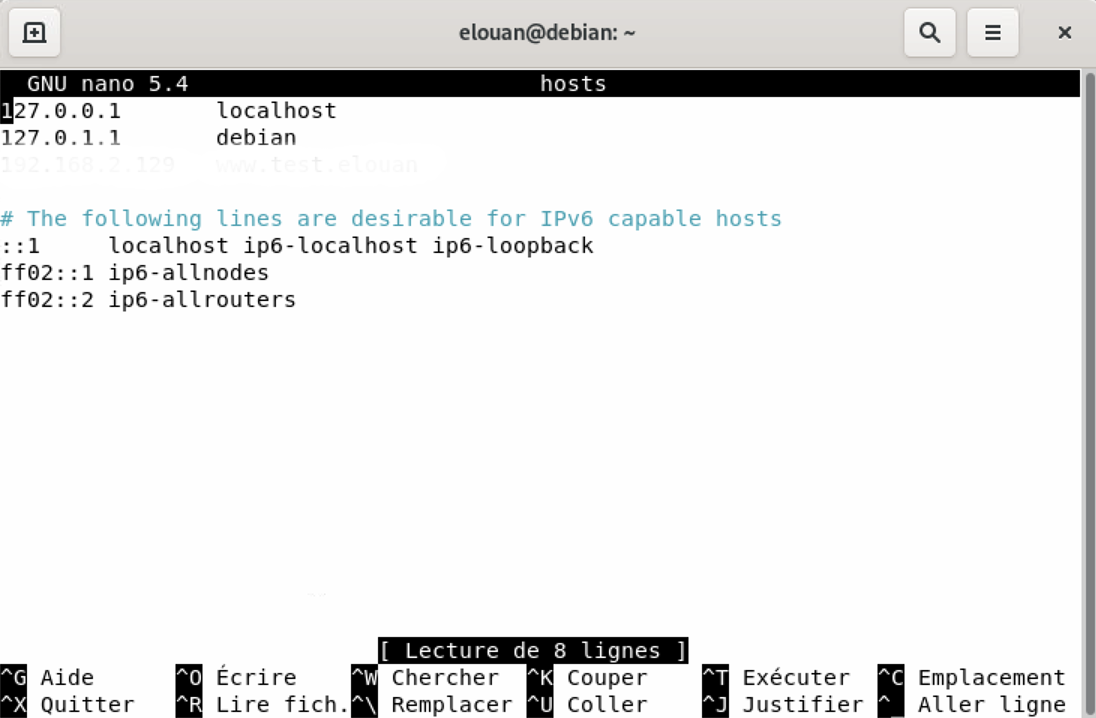 elouan@debian: ~
GNU nano 5.4 hosts
127.0.0.1 localhost
127.0.1.1 debian
192.168.2.129 www.test.elouan
# The following lines are desirable for IPv6 capable hosts
::1 localhost ip6-localhost ip6-loopback
ff02::1 ip6-allnodes
ff02::2 ip6-allrouters
[ Lecture de 8 lignes ]
^G Aide ^O Écrire ^W Chercher ^K Couper ^T Exécuter ^C Emplacement
^X Quitter ^R Lire fich. ^\ Remplacer ^U Coller ^J Justifier ^_ Aller ligne